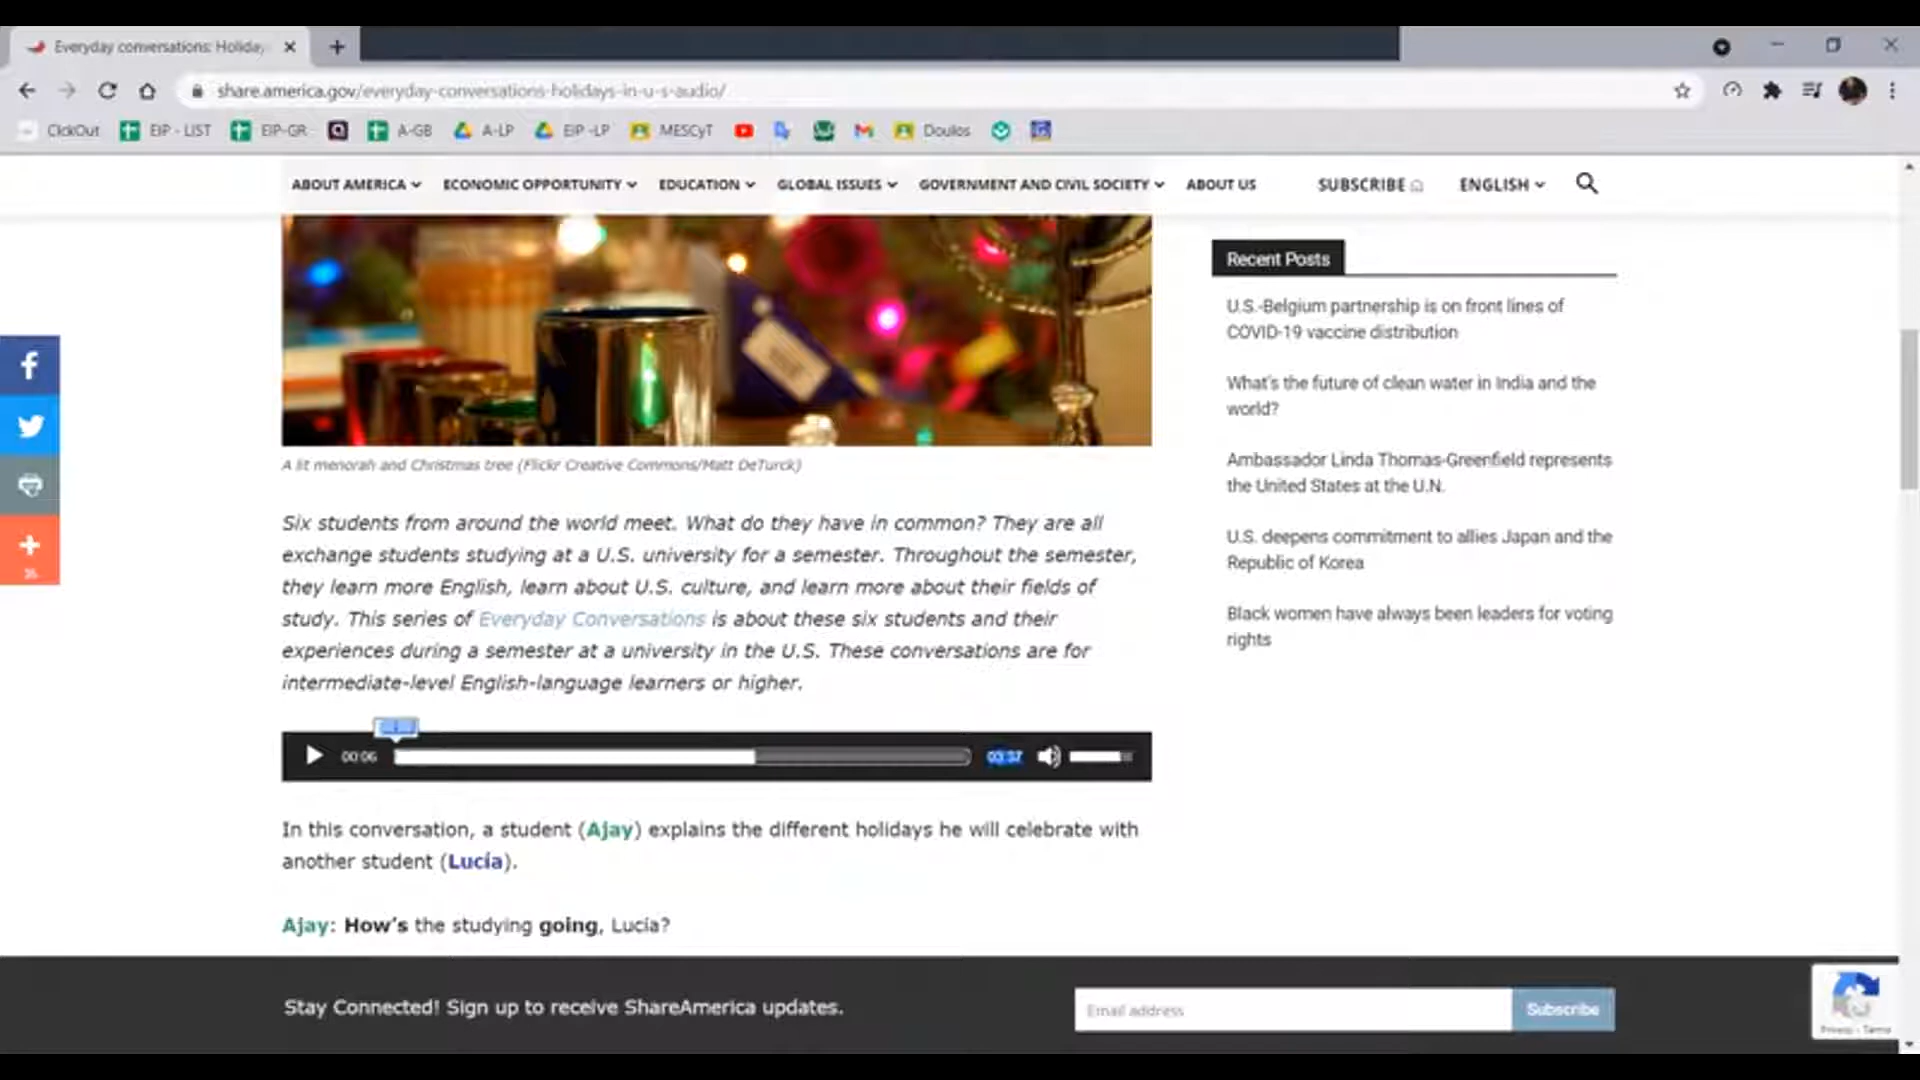 Everyday conversations: Holiday
share.america.gov/everyday-conversations-holidays-in-u-s-audio/
ClickOut EIP - LIST EIP-GR A-GB A-LP EIP -LP MESCyT Doulos
ABOUT AMERICA ECONOMIC OPPORTUNITY EDUCATION GLOBAL ISSUES GOVERNMENT AND CIVIL SOCIETY ABOUT US SUBSCRIBE ENGLISH
A lit menorah and Christmas tree (Flickr Creative Commons/Matt DeTurck)
Six students from around the world meet. What do they have in common? They are all
exchange students studying at a U.S. university for a semester. Throughout the semester,
they learn more English, learn about U.S. culture, and learn more about their fields of
study. This series of Everyday Conversations is about these six students and their
experiences during a semester at a university in the U.S. These conversations are for
intermediate-level English-language learners or higher.
00:06 03:37
In this conversation, a student (Ajay) explains the different holidays he will celebrate with
another student (Lucía).
Ajay: How's the studying going, Lucía?
Recent Posts
U.S.-Belgium partnership is on front lines of
COVID-19 vaccine distribution
What's the future of clean water in India and the
world?
Ambassador Linda Thomas-Greenfield represents
the United States at the U.N.
U.S. deepens commitment to allies Japan and the
Republic of Korea
Black women have always been leaders for voting
rights
Stay Connected! Sign up to receive ShareAmerica updates.
Email address
Subscribe
Privacy - Terms